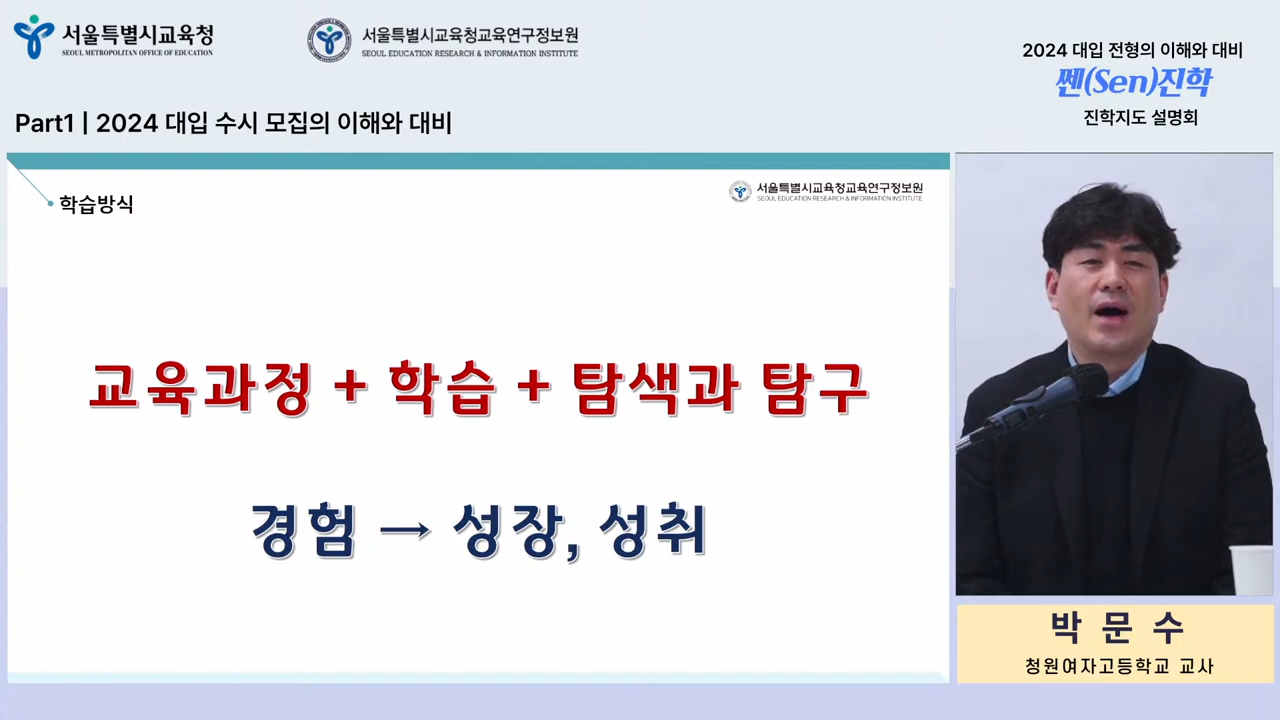 서울특별시교육청
SEOUL METROPOLITAN OFFICE OF EDUCATION
서울특별시교육청교육연구정보원
SEOUL EDUCATION RESEARCH & INFORMATION INSTITUTE
2024 대입 전형의 이해와 대비
쎈(Sen)진학
진학지도 설명회
Part1 | 2024 대입 수시 모집의 이해와 대비
학습방식
서울특별시교육청교육연구정보원
SEOUL EDUCATION RESEARCH & INFORMATION INSTITUTE
교육과정 + 학습 + 탐색과 탐구
경험 → 성장, 성취
박 문 수
청원여자고등학교 교사